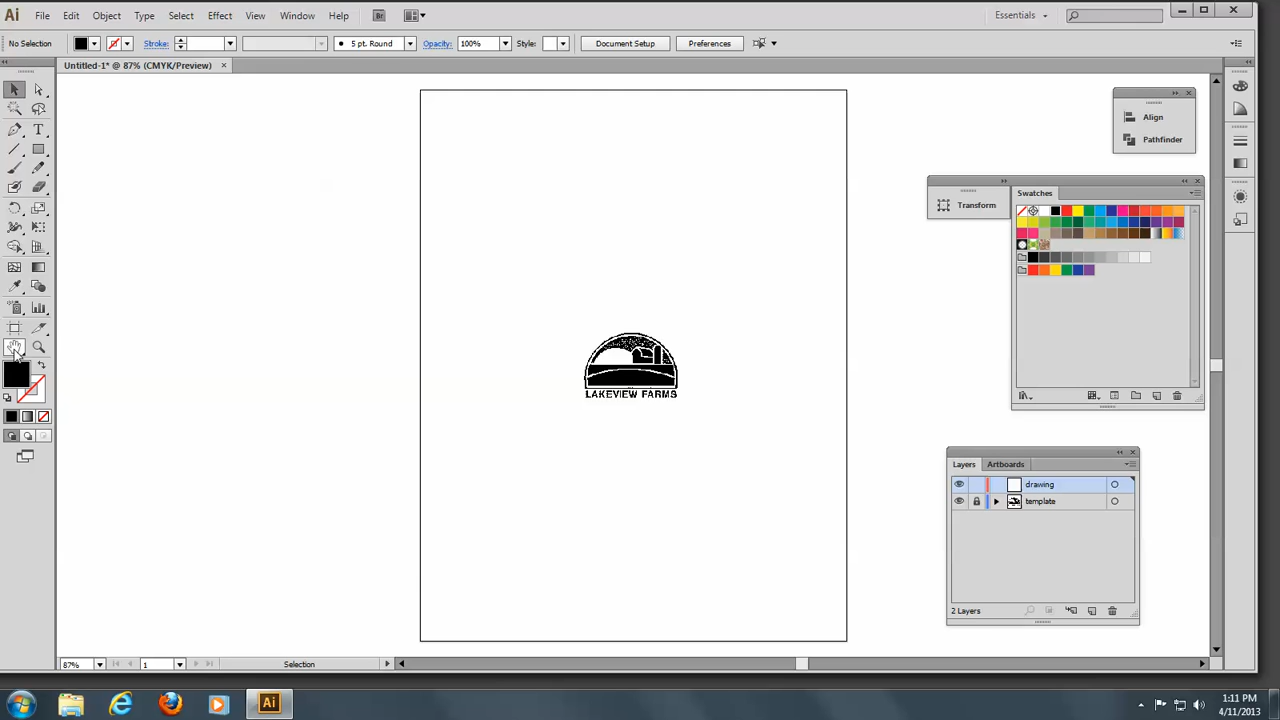 Ai File Edit Object Type Select Effect View Window Help Br Essentials
No Selection Stroke: 5 pt. Round Opacity: 100% Style: Document Setup Preferences
Untitled-1* @ 87% (CMYK/Preview)
Align
Pathfinder
Transform
Swatches
LAKEVIEW FARMS
Layers Artboards
drawing
template
2 Layers
87% 1 Selection
Ai
1:11 PM
4/11/2013